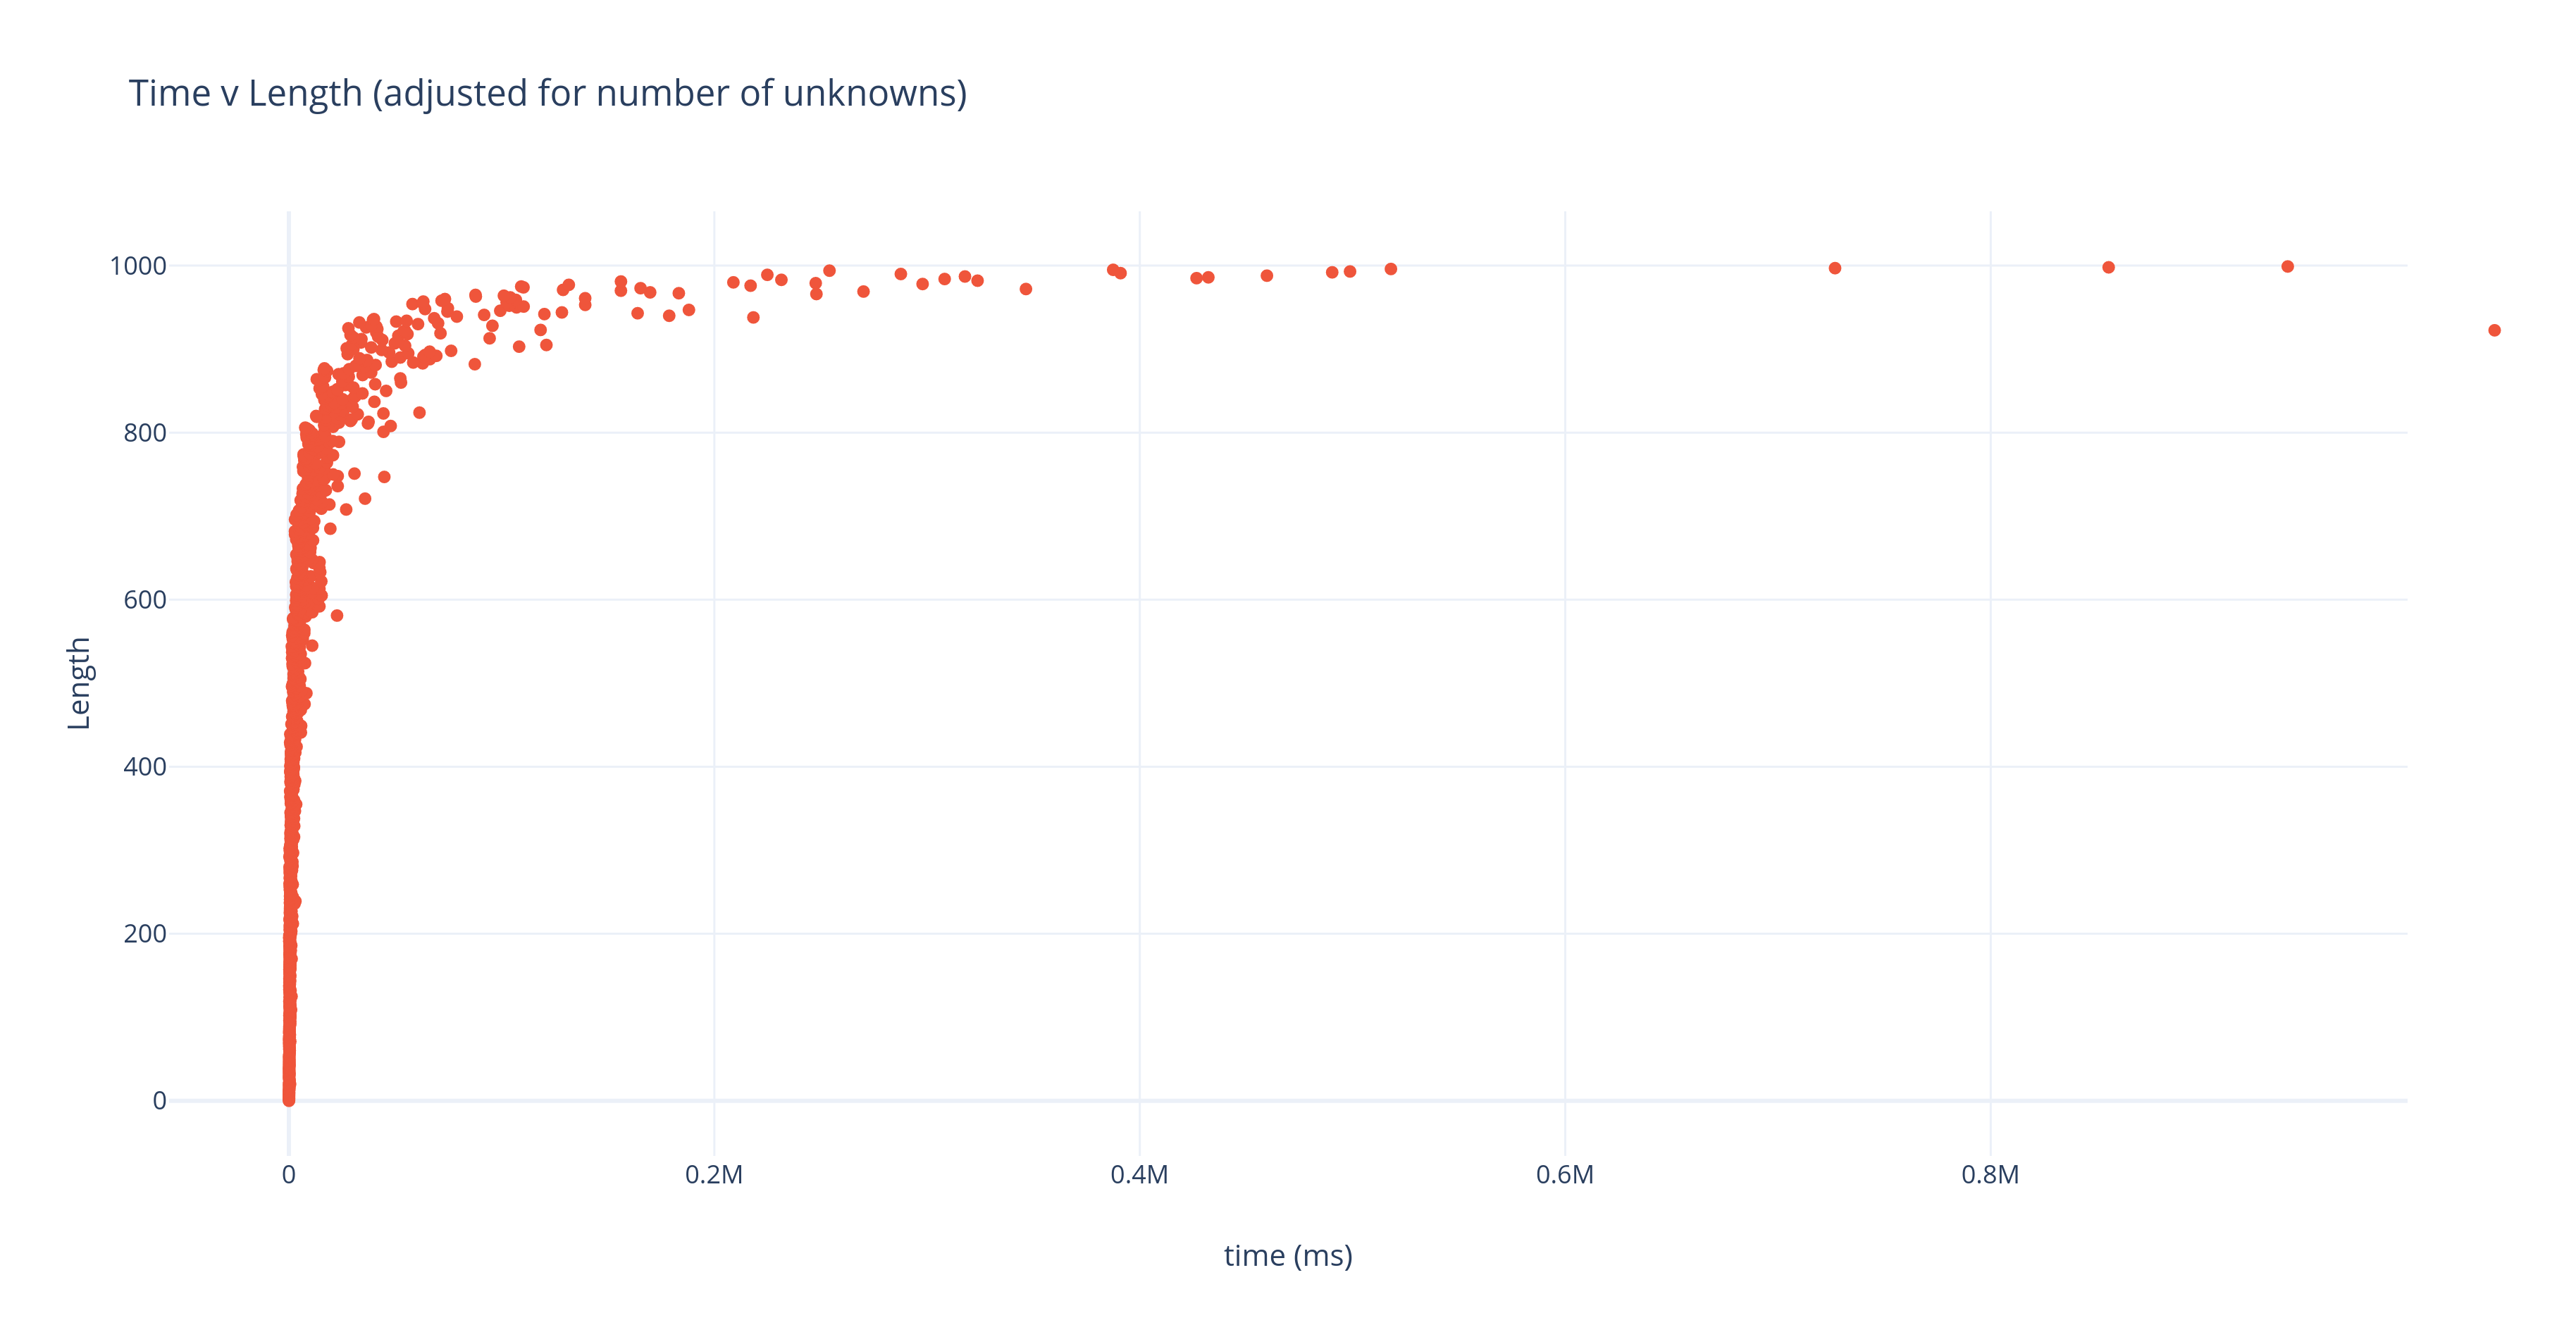 Time v Length (adjusted for number of unknowns)
1000
800
600
400
200
0
Length
0
0.2M
0.4M
0.6M
0.8M
time (ms)